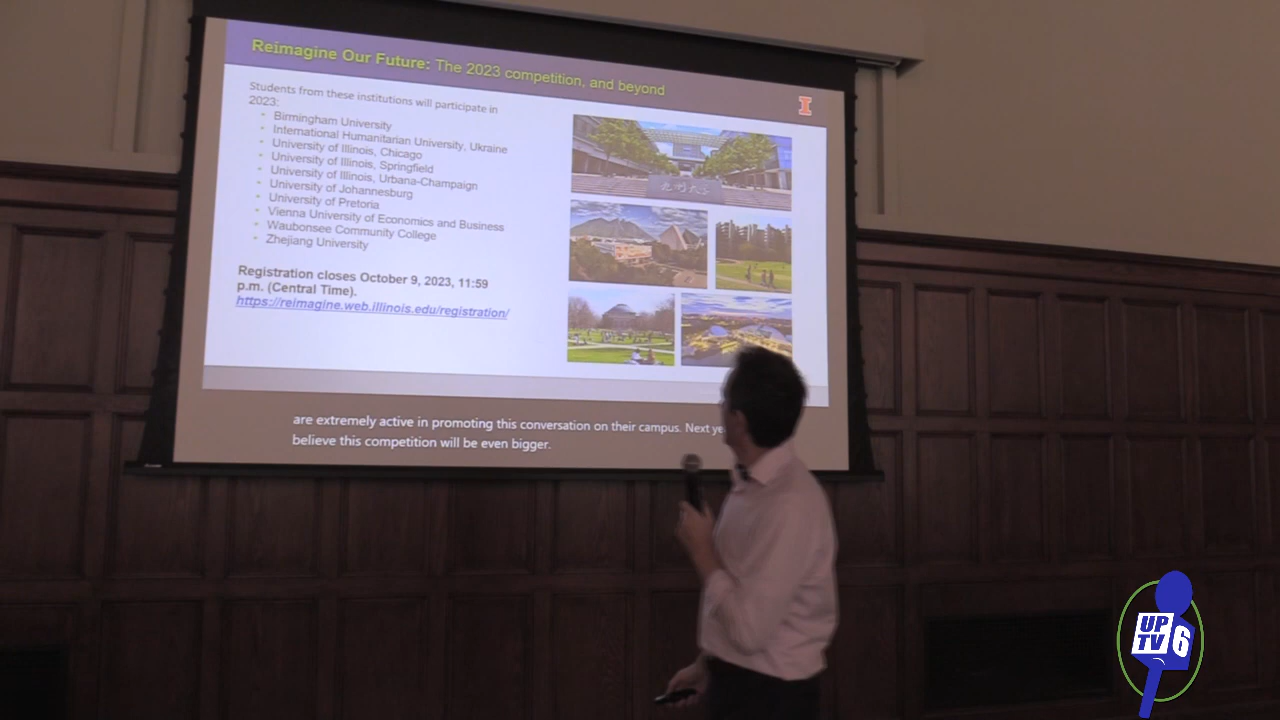 Reimagine Our Future: The 2023 competition, and beyond
I
Students from these institutions will participate in
2023:
Birmingham University
International Humanitarian University, Ukraine
University of Illinois, Chicago
University of Illinois, Springfield
University of Illinois, Urbana-Champaign
University of Johannesburg
University of Pretoria
Vienna University of Economics and Business
Waubonsee Community College
Zhejiang University
Registration closes October 9, 2023, 11:59
p.m. (Central Time).
https://reimagine.web.illinois.edu/registration/
are extremely active in promoting this conversation on their campus. Next
believe this competition will be even bigger.
UP
TV 6